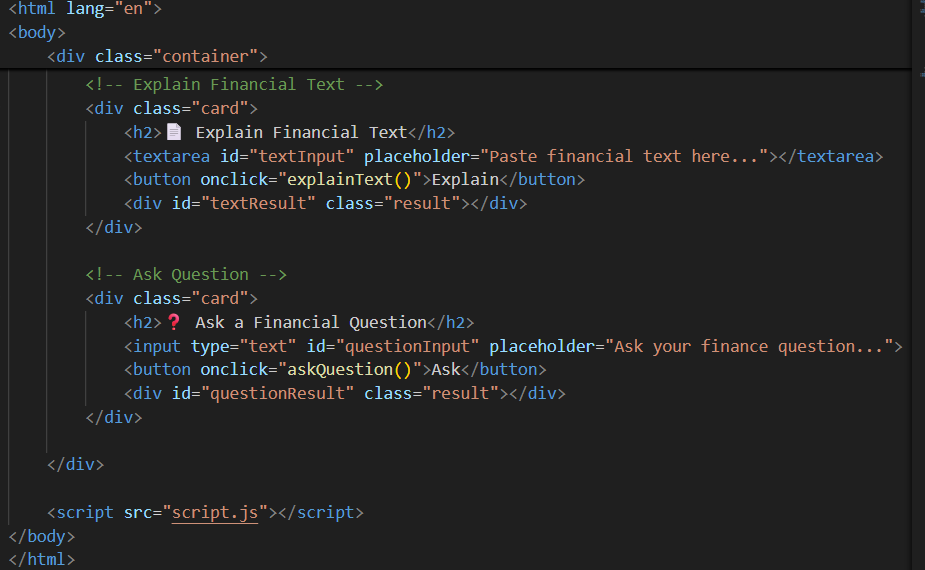 <html lang="en">
<body>
    <div class="container">
        <!-- Explain Financial Text -->
        <div class="card">
            <h2>📄 Explain Financial Text</h2>
            <textarea id="textInput" placeholder="Paste financial text here..."></textarea>
            <button onclick="explainText()">Explain</button>
            <div id="textResult" class="result"></div>
        </div>

        <!-- Ask Question -->
        <div class="card">
            <h2>❓ Ask a Financial Question</h2>
            <input type="text" id="questionInput" placeholder="Ask your finance question...">
            <button onclick="askQuestion()">Ask</button>
            <div id="questionResult" class="result"></div>
        </div>

    </div>

    <script src="script.js"></script>
</body>
</html>